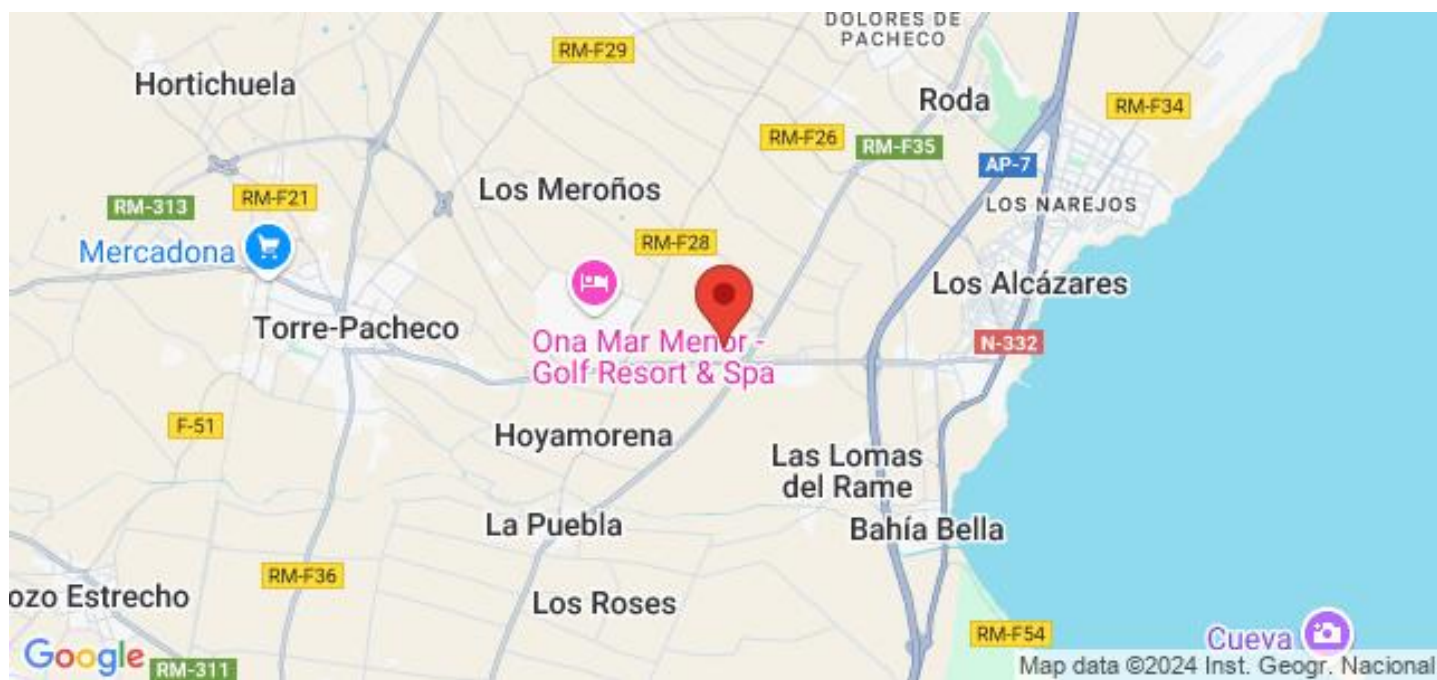 DOLORES DE
PACHECO
RM-F29
Hortichuela
Roda
RM-F34
RM-F26
RM-F35
AP-7
Los Meroños
RM-F21
RM-313
LOS NAREJOS
Mercadona
RM-F28
Los Alcázares
Torre-Pacheco
Ona Mar Menor -
Golf Resort & Spa
N-332
F-51
Hoyamorena
Las Lomas
del Rame
La Puebla
Bahía Bella
RM-F36
ozo Estrecho
Los Roses
RM-F54
Cueva
Google
RM-311
Map data ©2024 Inst. Geogr. Nacional